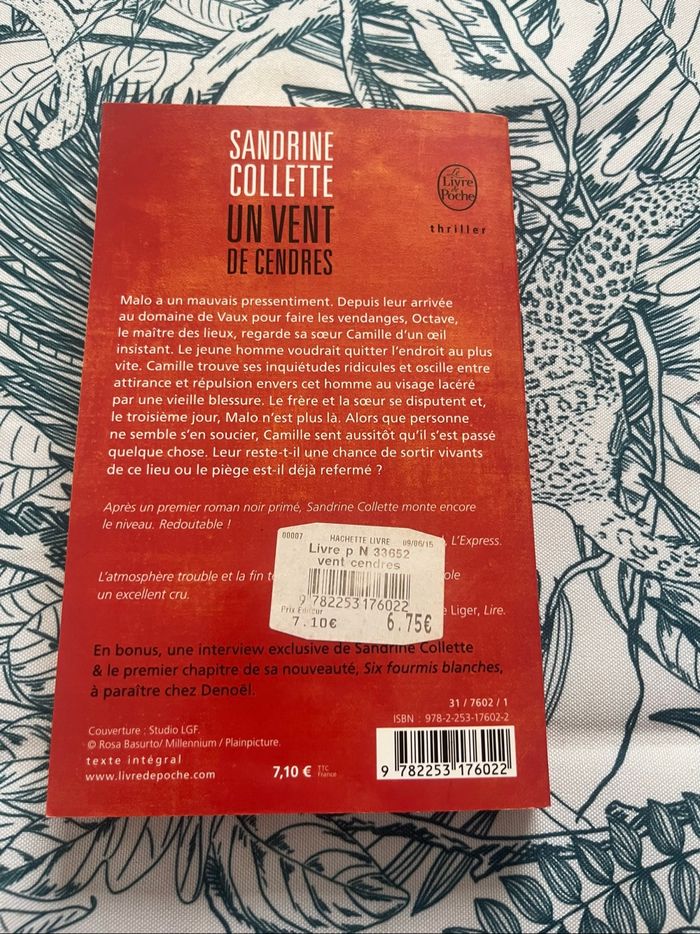 SANDRINE
COLLETTE
UN VENT
DE CENDRES
Le
Livre
de
Poche
thriller
Malo a un mauvais pressentiment. Depuis leur arrivée
au domaine de Vaux pour faire les vendanges, Octave,
le maître des lieux, regarde sa sœur Camille d'un œil
insistant. Le jeune homme voudrait quitter l'endroit au plus
vite. Camille trouve ses inquiétudes ridicules et oscille entre
attirance et répulsion envers cet homme au visage lacéré
par une vieille blessure. Le frère et la sœur se disputent et,
le troisième jour, Malo n'est plus là. Alors que personne
ne semble s'en soucier, Camille sent aussitôt qu'il s'est passé
quelque chose. Leur reste-t-il une chance de sortir vivants
de ce lieu ou le piège est-il déjà refermé ?
Après un premier roman noir primé, Sandrine Collette monte encore
le niveau. Redoutable !
L'Express.
L'atmosphère trouble et la fin
un excellent cru.
Liger, Lire.
00007 HACHETTE LIVRE 09/06/15
Livre p N 33652
vent cendres
9 782253 176022
Prix Editeur
7.10€ 6.75€
En bonus, une interview exclusive de Sandrine Collette
& le premier chapitre de sa nouveauté, Six fourmis blanches,
à paraître chez Denoël.
31 / 7602 / 1
ISBN : 978-2-253-17602-2
Couverture : Studio LGF.
© Rosa Basurto/ Millennium / Plainpicture.
texte intégral
www.livredepoche.com
7,10 € TTC
France
9 782253 176022